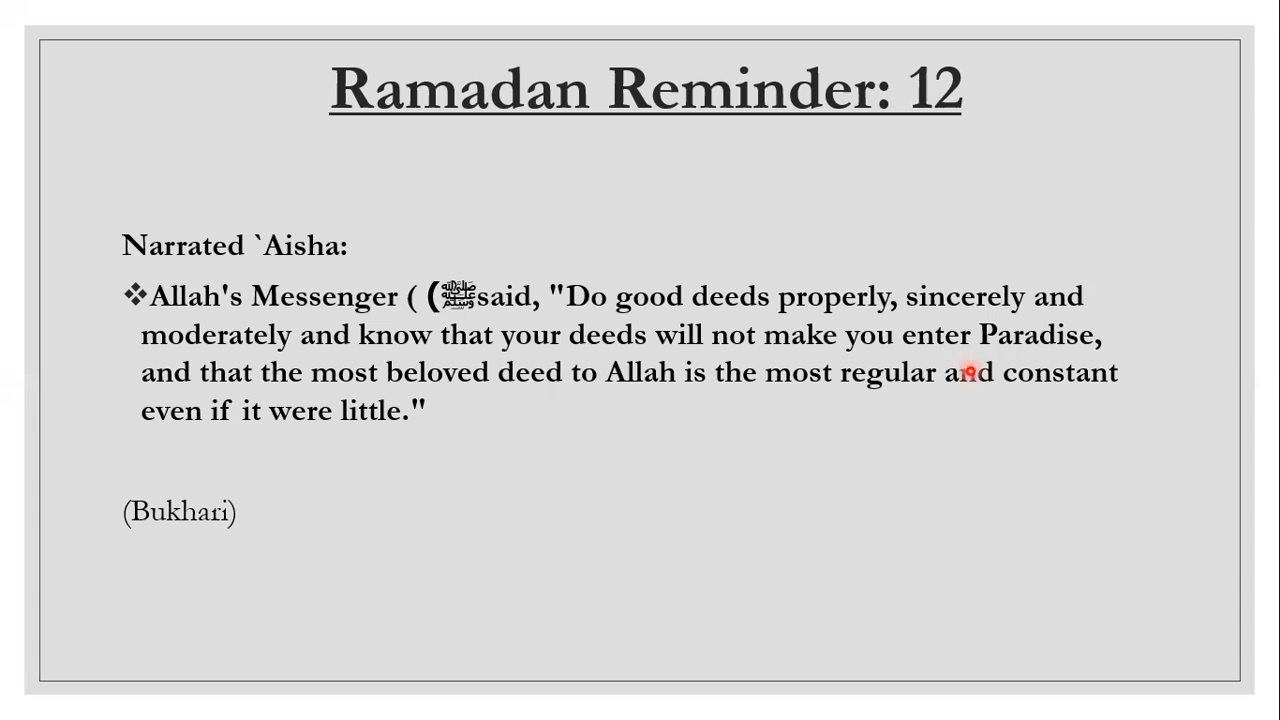 Ramadan Reminder: 12
Narrated `Aisha:
❖Allah's Messenger ( (ﷺsaid, "Do good deeds properly, sincerely and
moderately and know that your deeds will not make you enter Paradise,
and that the most beloved deed to Allah is the most regular and constant
even if it were little."
(Bukhari)